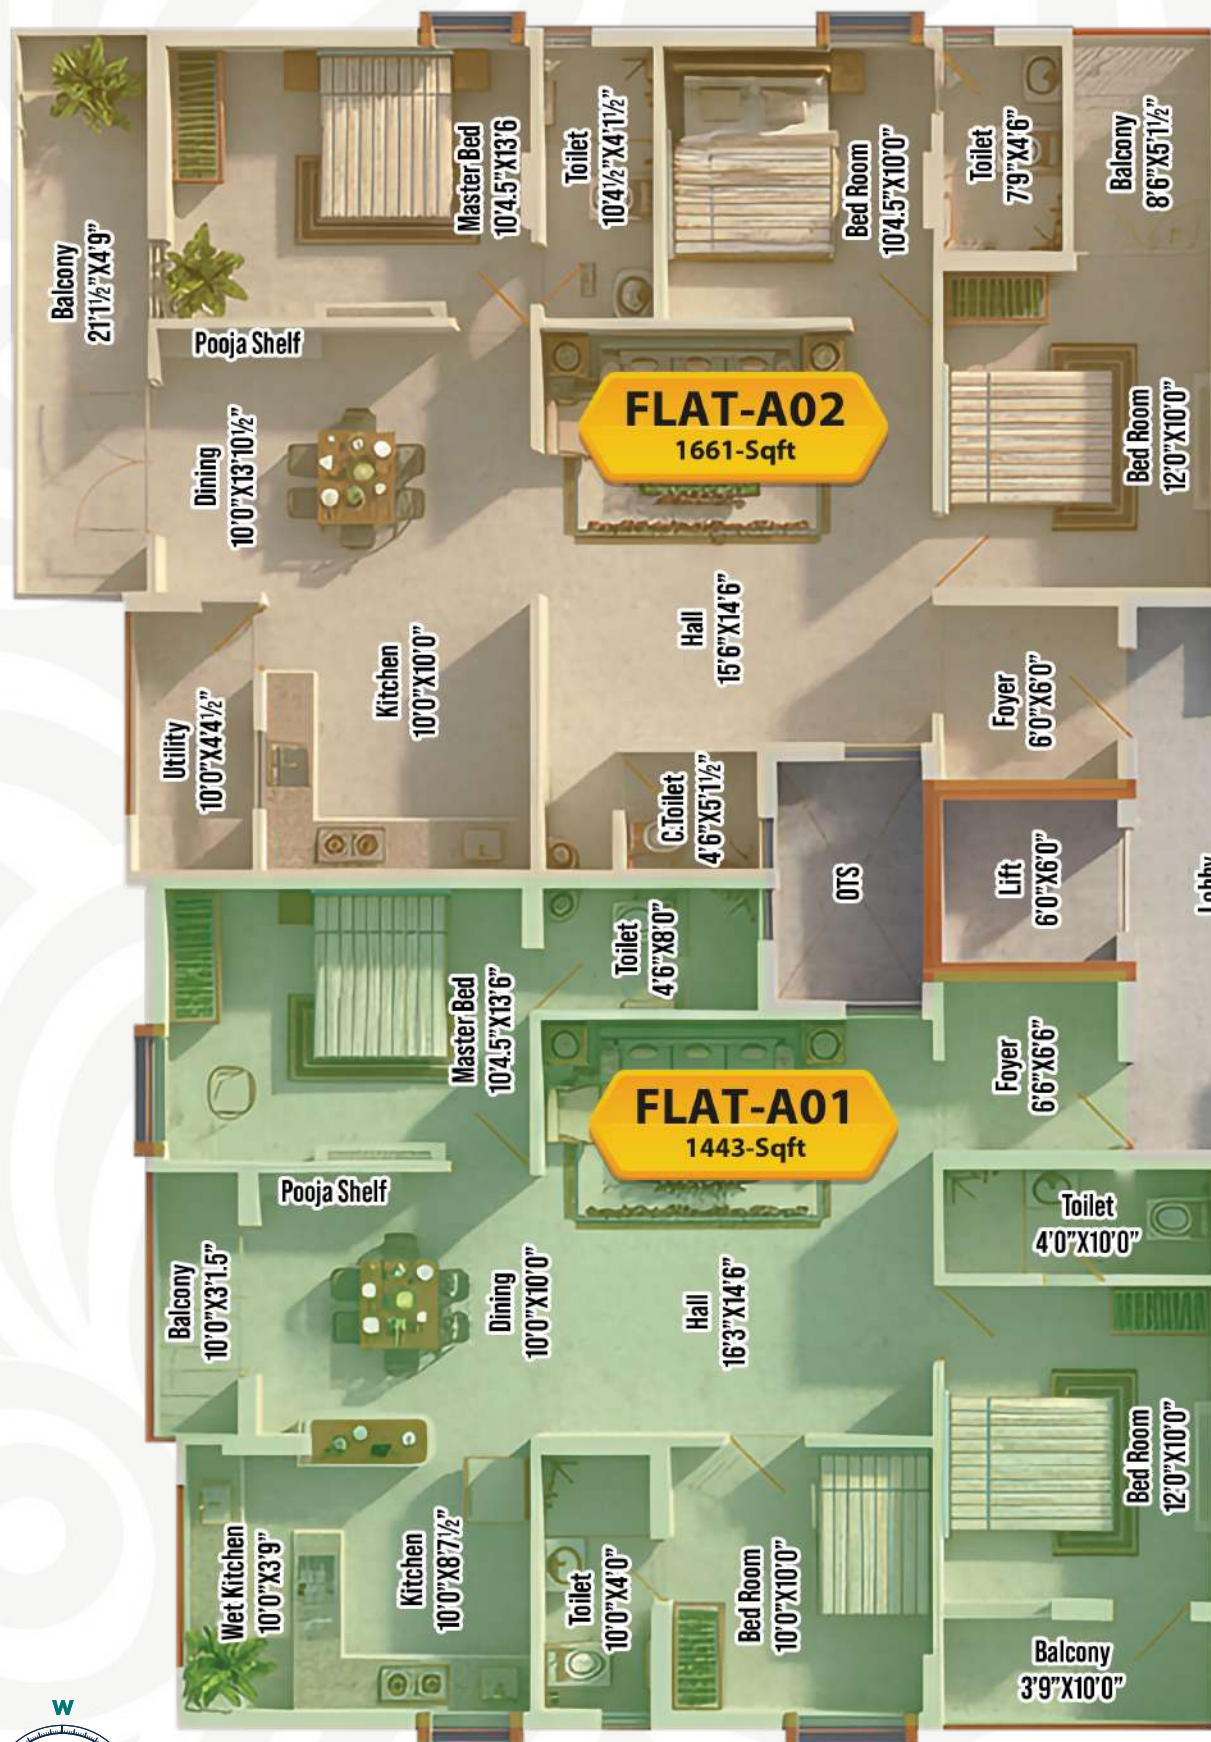 Balcony
21'1½"X4'9"
Master Bed
10'4.5"X13'6
Toilet
10'4½"X4'1½"
Bed Room
10'4.5"X10'0"
Toilet
7'9"X4'6"
Balcony
8'6"X5'1½"
Pooja Shelf
Dining
10'0"X13'10½"
FLAT-A02
1661-Sqft
Bed Room
12'0"X10'0"
Utility
10'0"X4'4½"
Kitchen
10'0"X10'0"
Hall
15'6"X14'6"
Foyer
6'0"X6'0"
C.Toilet
4'6"X5'1½"
OTS
Lift
6'0"X6'0"
Lobby
Master Bed
10'4.5"X13'6"
Toilet
4'6"X8'0"
FLAT-A01
1443-Sqft
Foyer
6'6"X6'6"
Pooja Shelf
Toilet
4'0"X10'0"
Balcony
10'0"X3'1.5"
Dining
10'0"X10'0"
Hall
16'3"X14'6"
Bed Room
12'0"X10'0"
Wet Kitchen
10'0"X3'9"
Kitchen
10'0"X8'7½"
Toilet
10'0"X4'0"
Bed Room
10'0"X10'0"
Balcony
3'9"X10'0"
W